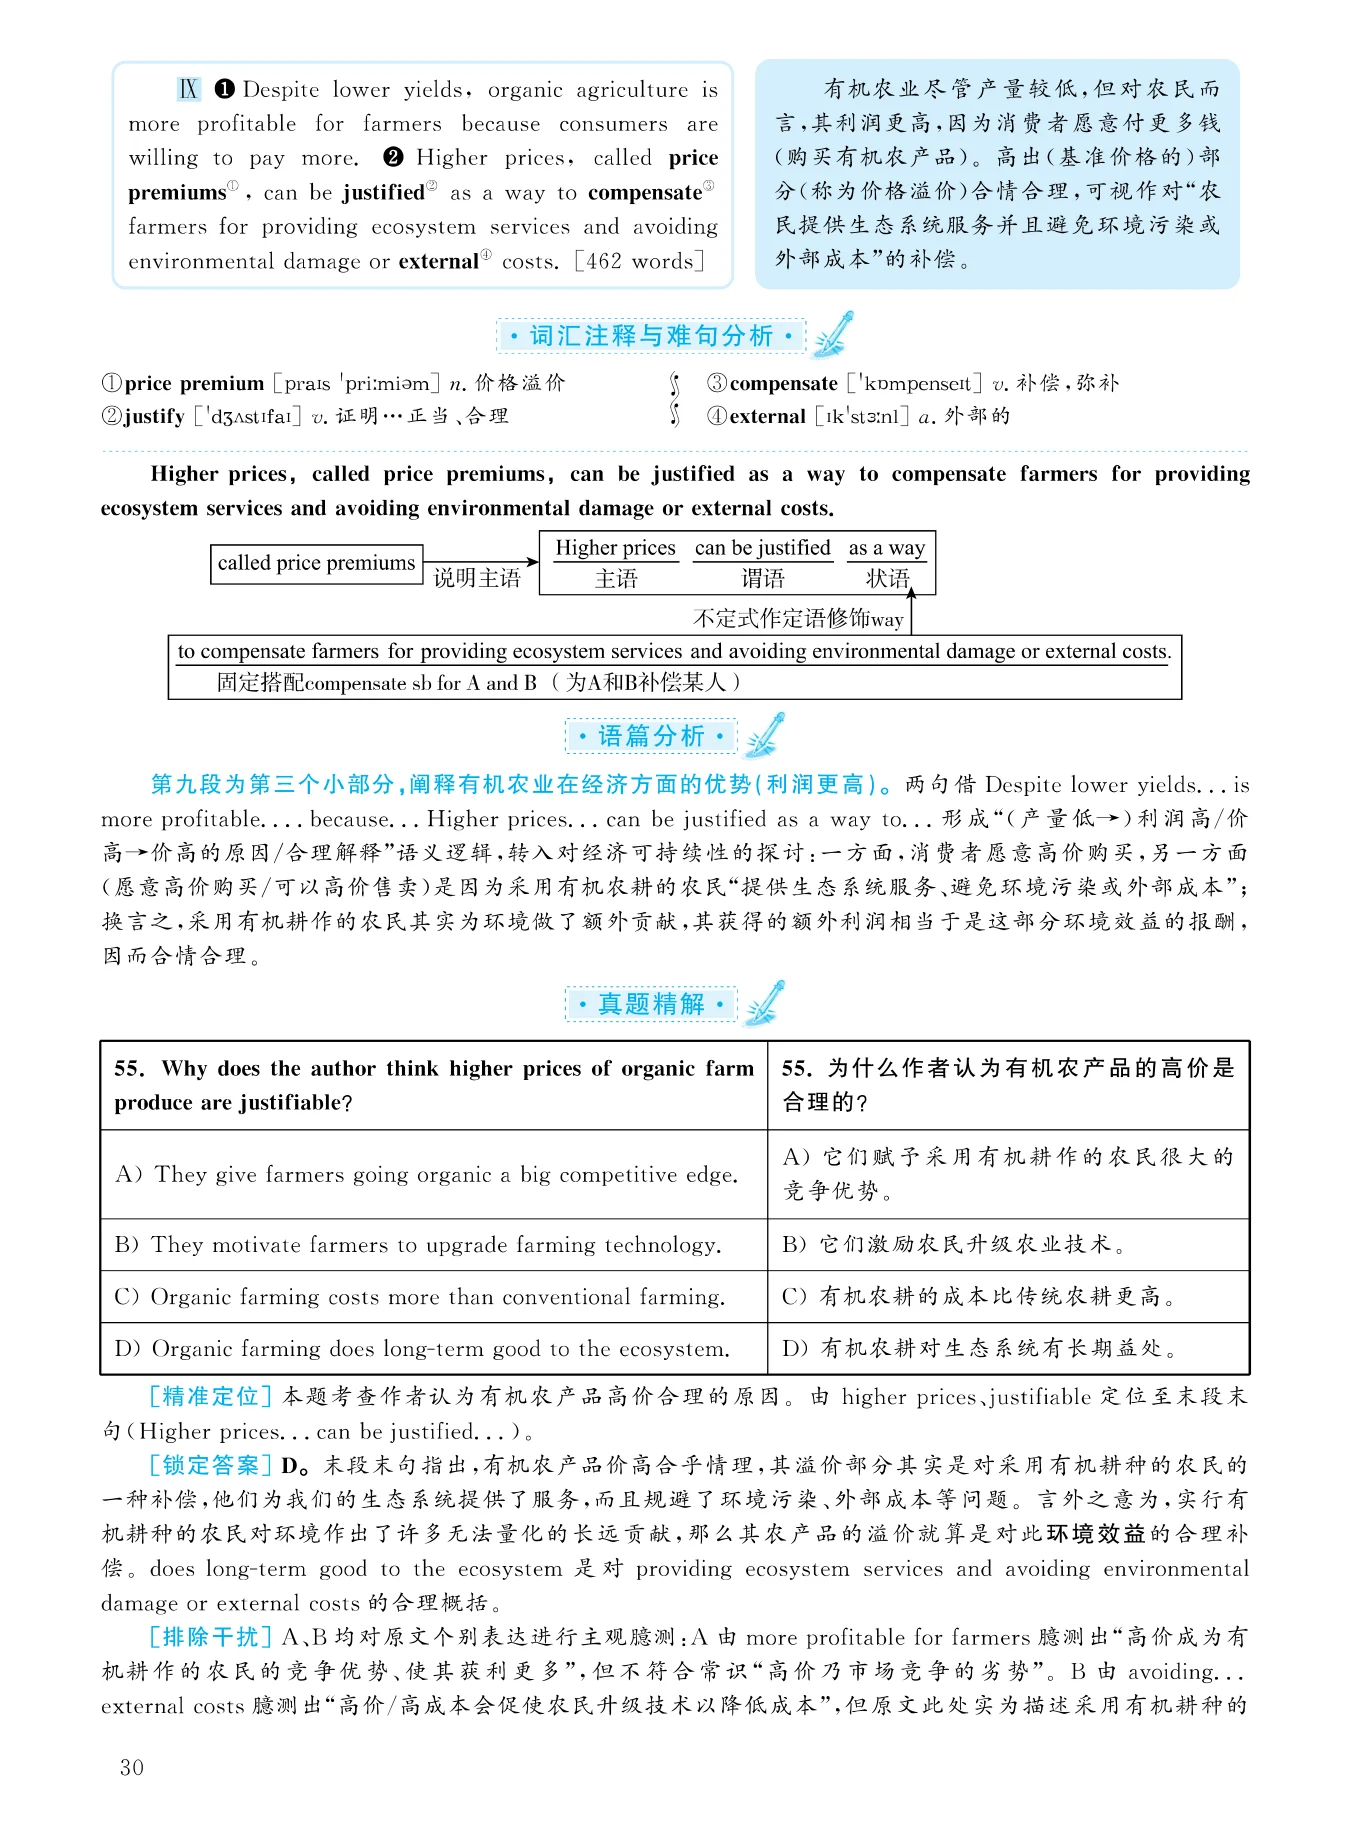 Ⅸ ❶ Despite lower yields, organic agriculture is
more profitable for farmers because consumers are
willing to pay more. ❷ Higher prices, called price
premiums①, can be justified② as a way to compensate③
farmers for providing ecosystem services and avoiding
environmental damage or external④ costs. [462 words]
有机农业尽管产量较低,但对农民而
言,其利润更高,因为消费者愿意付更多钱
(购买有机农产品)。高出(基准价格的)部
分(称为价格溢价)合情合理,可视作对“农
民提供生态系统服务并且避免环境污染或
外部成本”的补偿。
·词汇注释与难句分析·
①price premium [praɪs ˈpriːmiəm] n. 价格溢价
②justify [ˈdʒʌstɪfaɪ] v. 证明…正当、合理
③compensate [ˈkɒmpenseɪt] v. 补偿,弥补
④external [ɪkˈstɜːnl] a. 外部的
Higher prices, called price premiums, can be justified as a way to compensate farmers for providing
ecosystem services and avoiding environmental damage or external costs.
called price premiums
说明主语
Higher prices can be justified as a way
主语 谓语 状语
不定式作定语修饰way
to compensate farmers for providing ecosystem services and avoiding environmental damage or external costs.
固定搭配compensate sb for A and B (为A和B补偿某人)
·语篇分析·
第九段为第三个小部分,阐释有机农业在经济方面的优势(利润更高)。两句借 Despite lower yields...is
more profitable....because...Higher prices...can be justified as a way to...形成“(产量低→)利润高/价
高→价高的原因/合理解释”语义逻辑,转入对经济可持续性的探讨:一方面,消费者愿意高价购买,另一方面
(愿意高价购买/可以高价售卖)是因为采用有机农耕的农民“提供生态系统服务、避免环境污染或外部成本”;
换言之,采用有机耕作的农民其实为环境做了额外贡献,其获得的额外利润相当于是这部分环境效益的报酬,
因而合情合理。
·真题精解·
55. Why does the author think higher prices of organic farm
produce are justifiable?
55. 为什么作者认为有机农产品的高价是
合理的?
A) They give farmers going organic a big competitive edge.
A) 它们赋予采用有机耕作的农民很大的
竞争优势。
B) They motivate farmers to upgrade farming technology.
B) 它们激励农民升级农业技术。
C) Organic farming costs more than conventional farming.
C) 有机农耕的成本比传统农耕更高。
D) Organic farming does long-term good to the ecosystem.
D) 有机农耕对生态系统有长期益处。
[精准定位] 本题考查作者认为有机农产品高价合理的原因。由 higher prices、justifiable 定位至末段末
句(Higher prices...can be justified...)。
[锁定答案] D。末段末句指出,有机农产品价高合乎情理,其溢价部分其实是对采用有机耕种的农民的
一种补偿,他们为我们的生态系统提供了服务,而且规避了环境污染、外部成本等问题。言外之意为,实行有
机耕种的农民对环境作出了许多无法量化的长远贡献,那么其农产品的溢价就算是对此环境效益的合理补
偿。does long-term good to the ecosystem 是对 providing ecosystem services and avoiding environmental
damage or external costs 的合理概括。
[排除干扰] A、B 均对原文个别表达进行主观臆测:A 由 more profitable for farmers 臆测出“高价成为有
机耕作的农民的竞争优势、使其获利更多”,但不符合常识“高价乃市场竞争的劣势”。B 由 avoiding...
external costs 臆测出“高价/高成本会促使农民升级技术以降低成本”,但原文此处实为描述采用有机耕种的
30